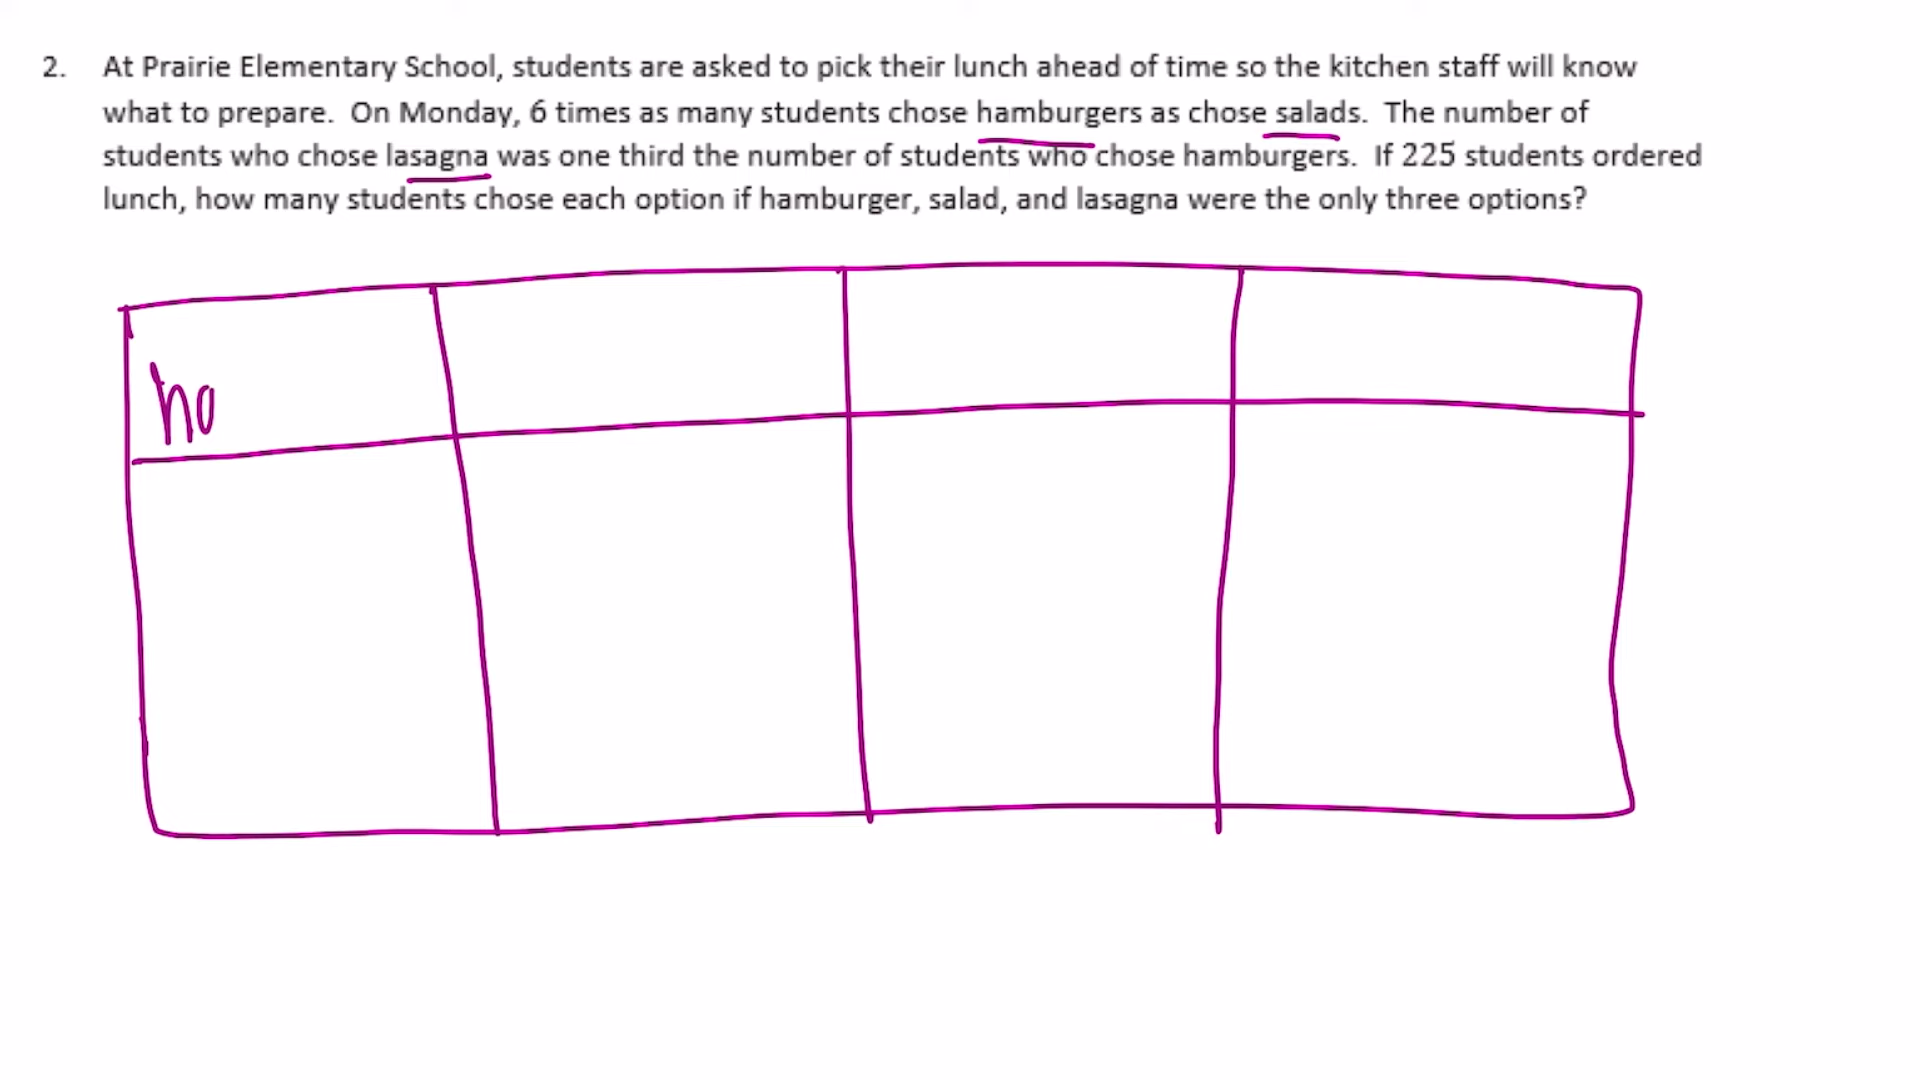 2. At Prairie Elementary School, students are asked to pick their lunch ahead of time so the kitchen staff will know
what to prepare. On Monday, 6 times as many students chose hamburgers as chose salads. The number of
students who chose lasagna was one third the number of students who chose hamburgers. If 225 students ordered
lunch, how many students chose each option if hamburger, salad, and lasagna were the only three options?
ha